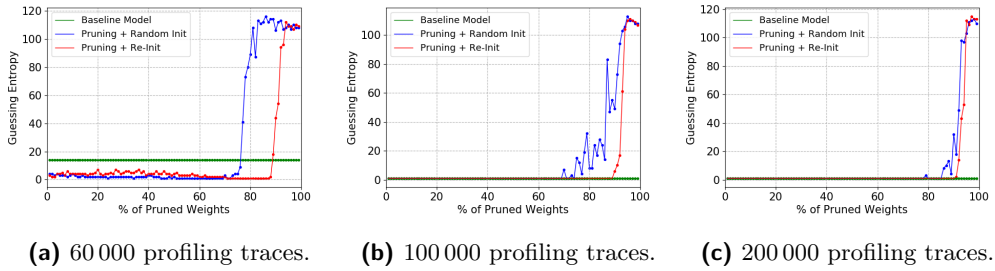 120
100
80
60
40
20
0
Guessing Entropy
Baseline Model
Pruning + Random Init
Pruning + Re-Init
0 20 40 60 80 100
% of Pruned Weights
(a) 60 000 profiling traces.
100
80
60
40
20
0
Guessing Entropy
Baseline Model
Pruning + Random Init
Pruning + Re-Init
0 20 40 60 80 100
% of Pruned Weights
(b) 100 000 profiling traces.
120
100
80
60
40
20
0
Guessing Entropy
Baseline Model
Pruning + Random Init
Pruning + Re-Init
0 20 40 60 80 100
% of Pruned Weights
(c) 200 000 profiling traces.